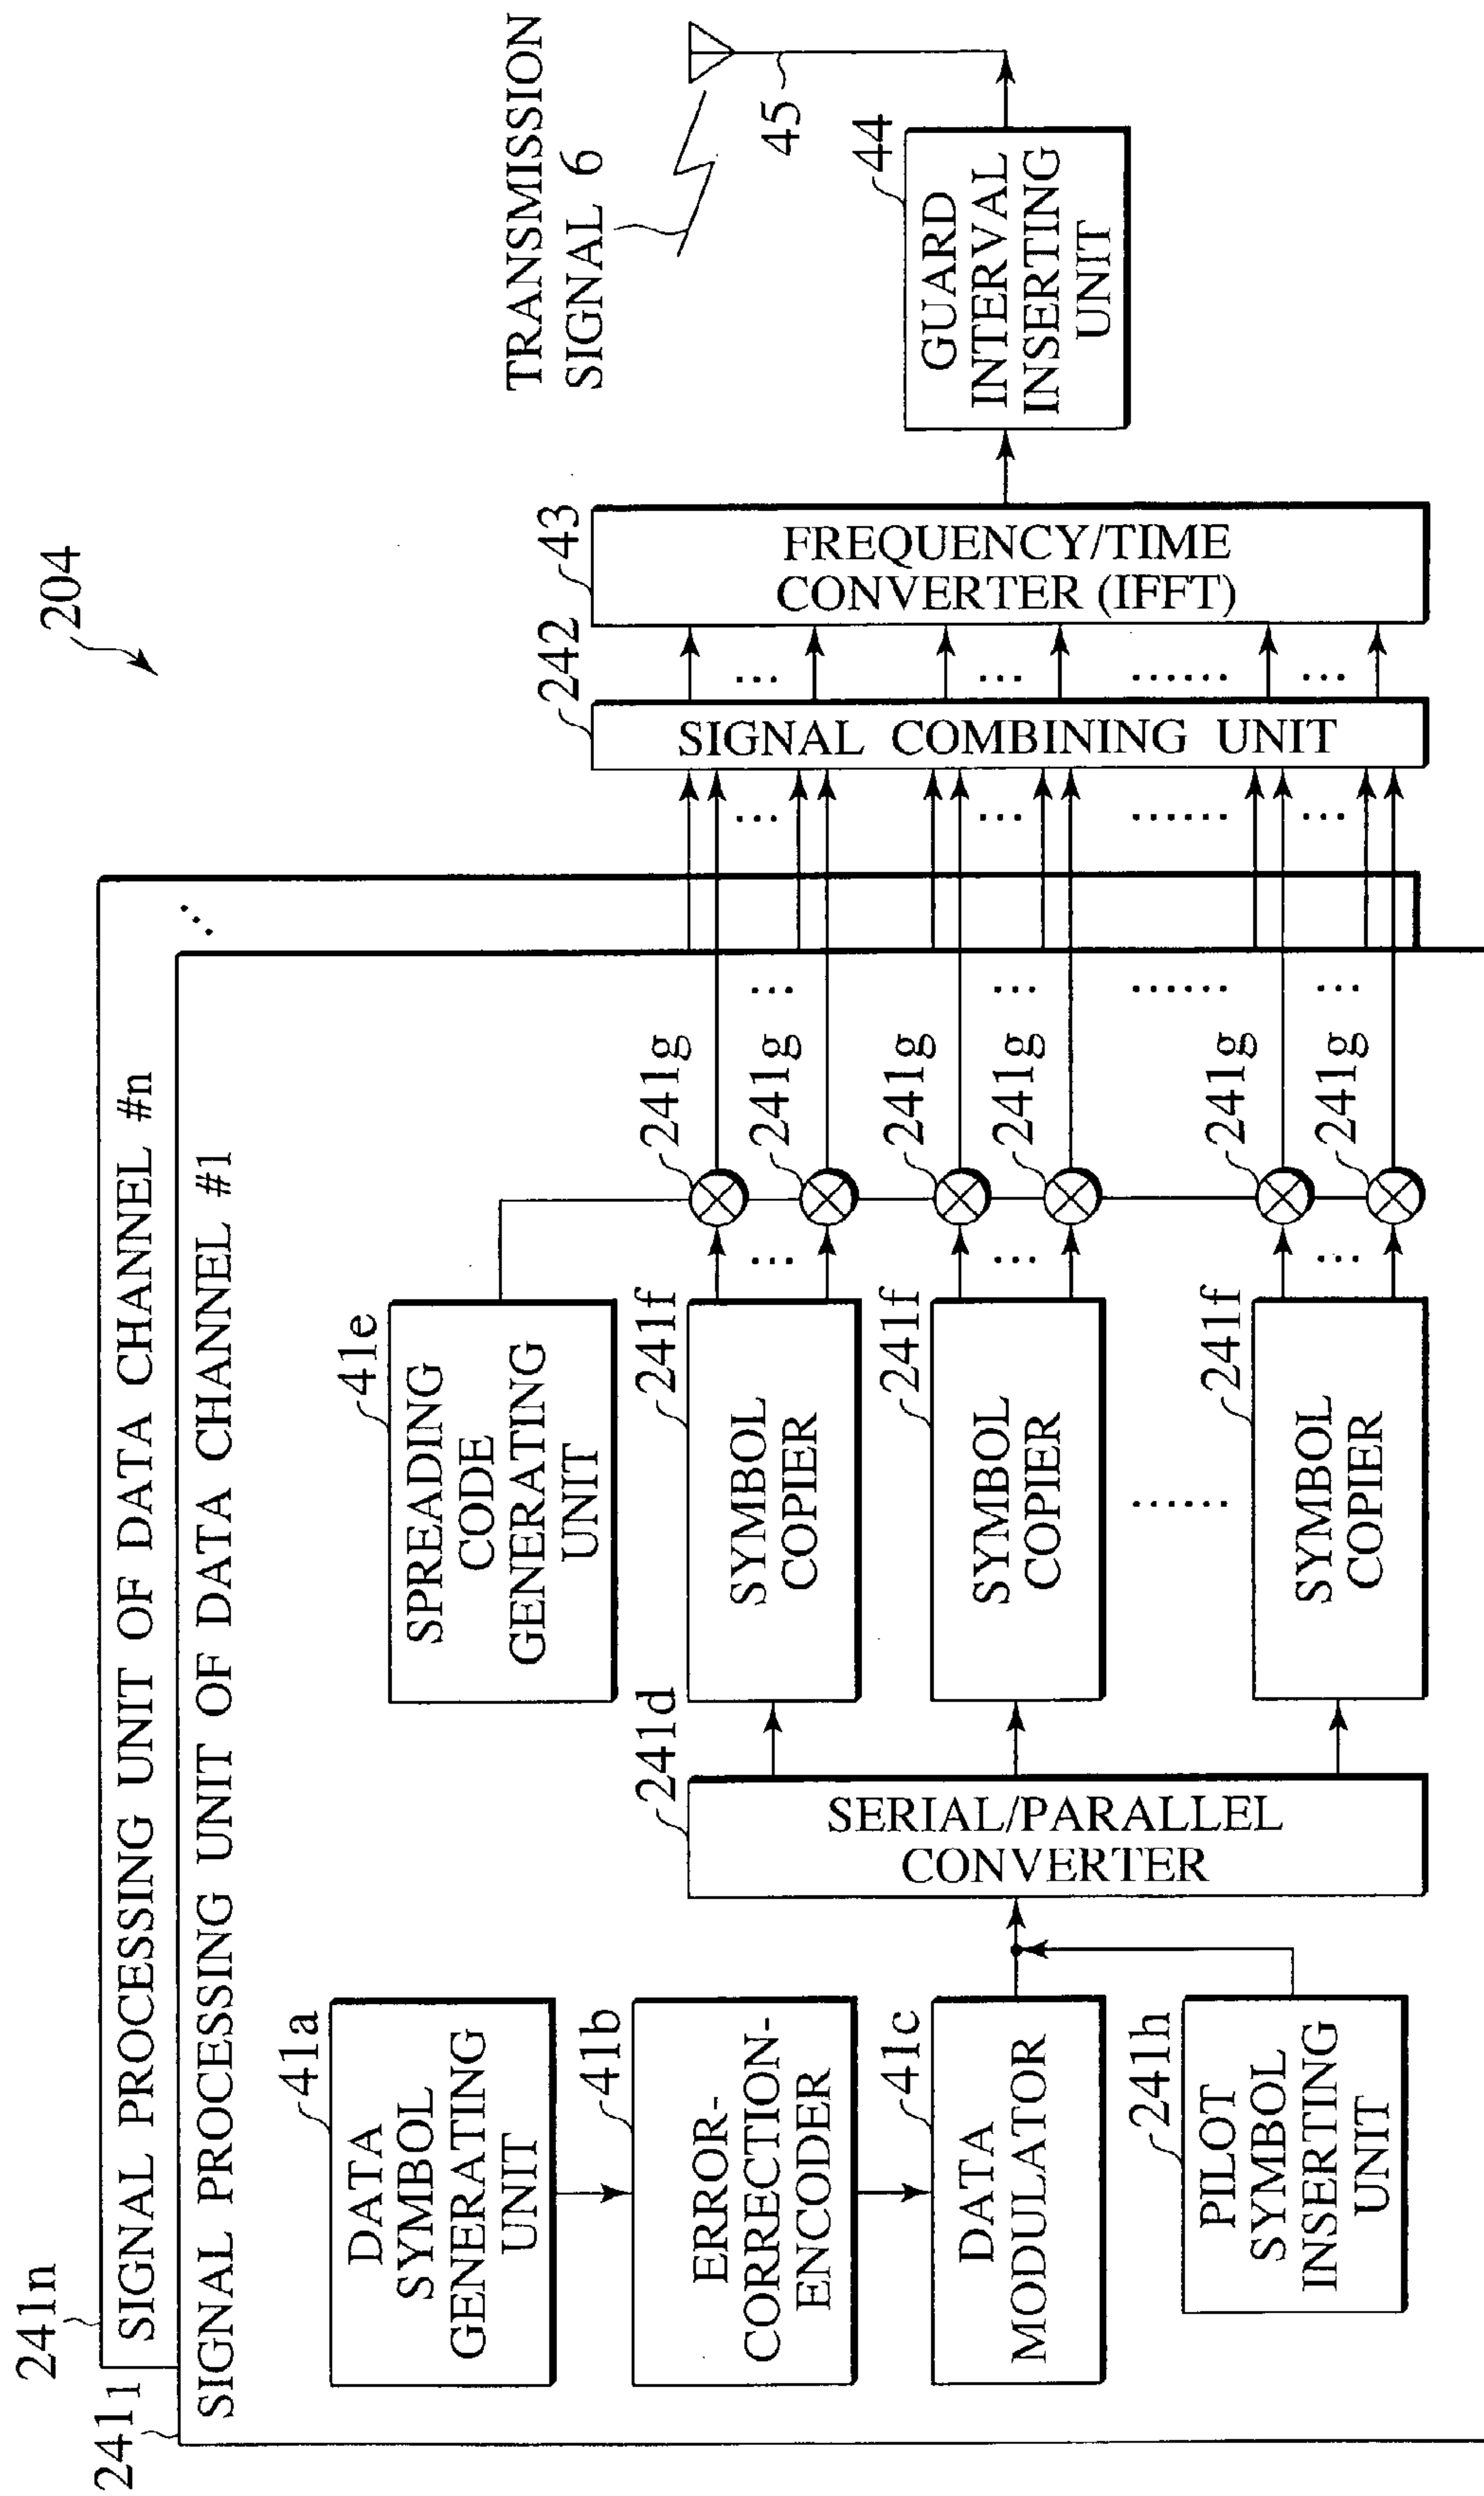 204
241n
SIGNAL PROCESSING UNIT OF DATA CHANNEL #n
2411
SIGNAL PROCESSING UNIT OF DATA CHANNEL #1
41a
DATA
SYMBOL
GENERATING
UNIT
41b
ERROR-
CORRECTION-
ENCODER
41c
DATA
MODULATOR
241h
PILOT
SYMBOL
INSERTING
UNIT
241d
SERIAL/PARALLEL
CONVERTER
41e
SPREADING
CODE
GENERATING
UNIT
241f
SYMBOL
COPIER
241f
SYMBOL
COPIER
241f
SYMBOL
COPIER
241g
241g
241g
241g
241g
241g
242
SIGNAL COMBINING UNIT
43
FREQUENCY/TIME
CONVERTER (IFFT)
44
GUARD
INTERVAL
INSERTING
UNIT
45
TRANSMISSION
SIGNAL 6